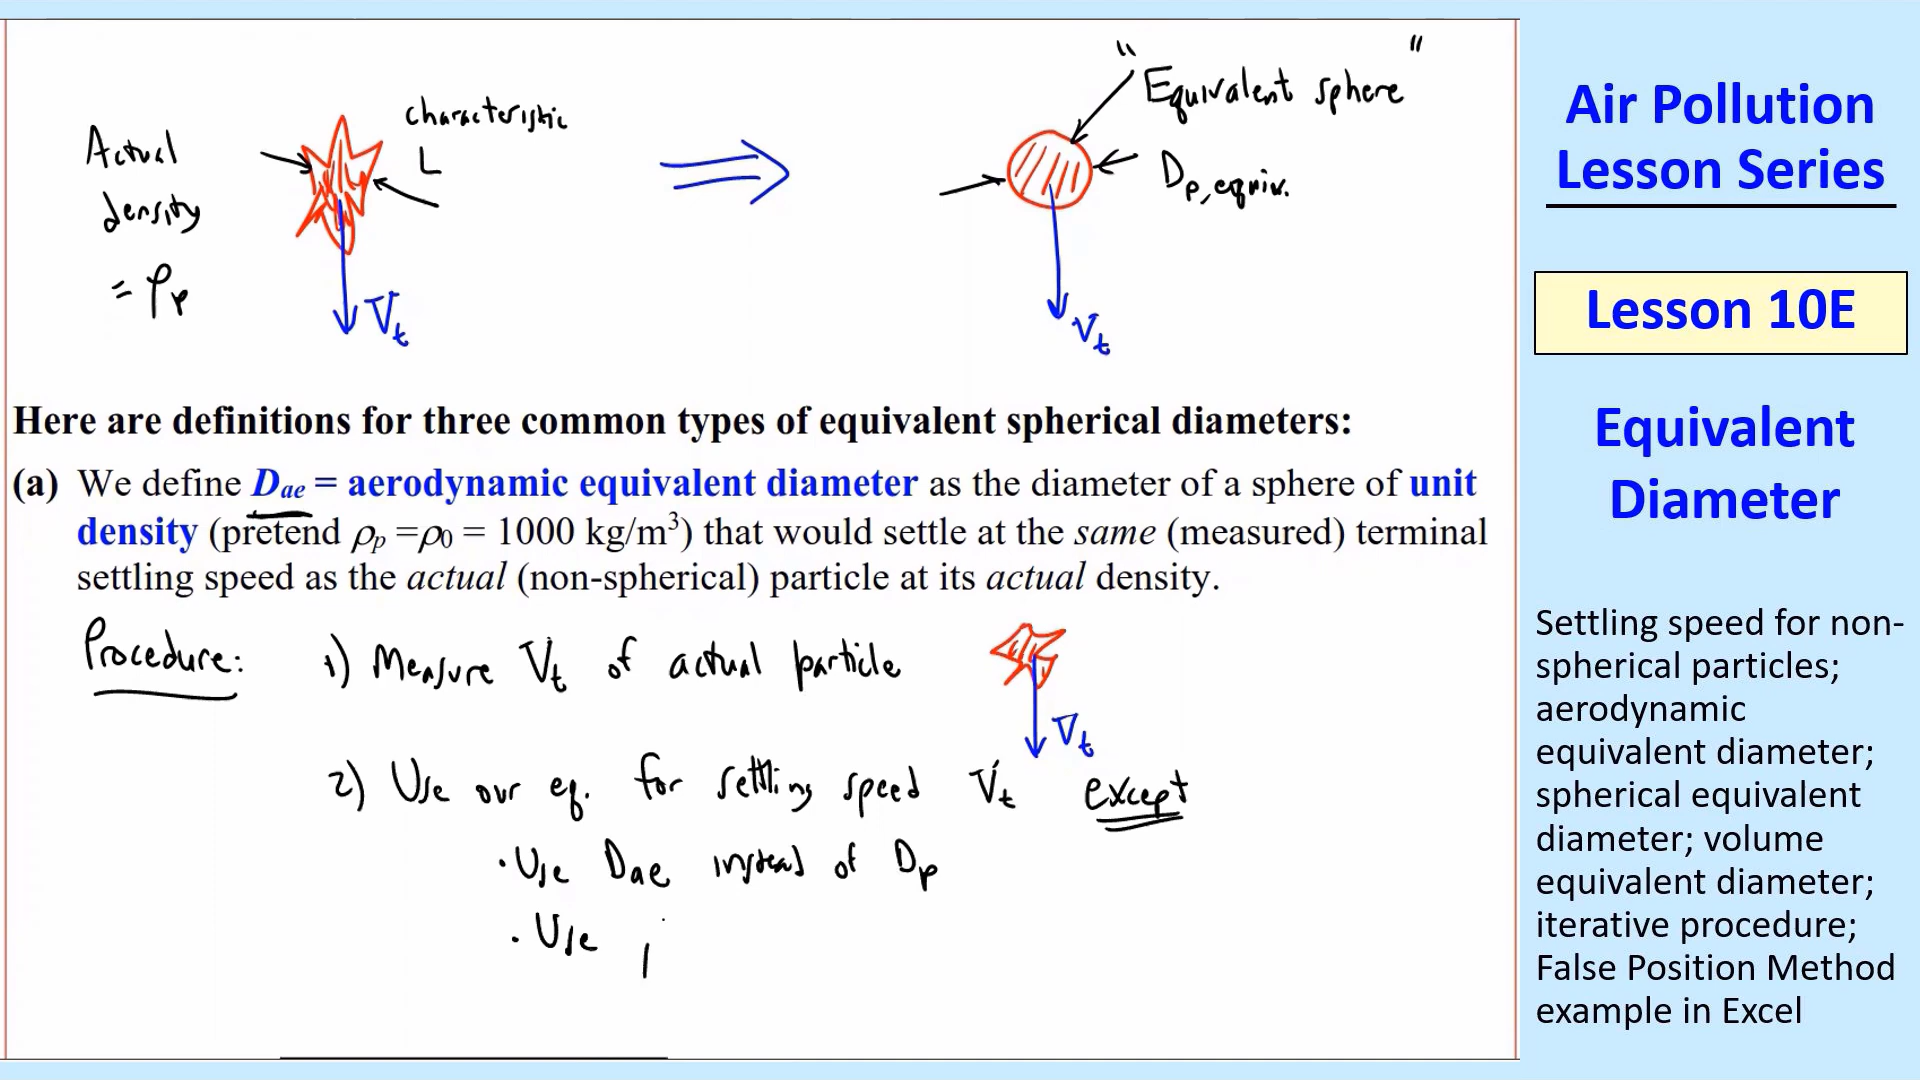 Actual
density
= ρp
characteristic
L
Vt
" Equivalent sphere "
Dp, equiv.
Vt
Here are definitions for three common types of equivalent spherical diameters:
(a) We define Dae = aerodynamic equivalent diameter as the diameter of a sphere of unit
density (pretend ρp =ρ0 = 1000 kg/m³) that would settle at the same (measured) terminal
settling speed as the actual (non-spherical) particle at its actual density.
Procedure: 1) Measure Vt of actual particle
Vt
2) Use our eq. for settling speed Vt except
• Use Dae instead of Dp
• Use
Air Pollution
Lesson Series
Lesson 10E
Equivalent
Diameter
Settling speed for non-
spherical particles;
aerodynamic
equivalent diameter;
spherical equivalent
diameter; volume
equivalent diameter;
iterative procedure;
False Position Method
example in Excel